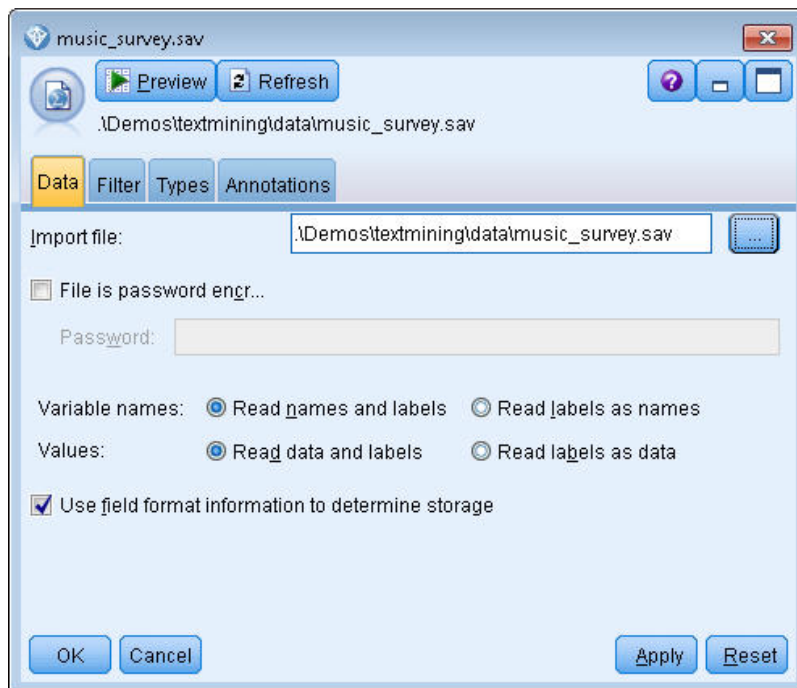 music_survey.sav
Preview Refresh
.\Demos\textmining\data\music_survey.sav
Data Filter Types Annotations
Import file: .\Demos\textmining\data\music_survey.sav ...
File is password encr...
Password:
Variable names: Read names and labels Read labels as names
Values: Read data and labels Read labels as data
Use field format information to determine storage
OK Cancel Apply Reset